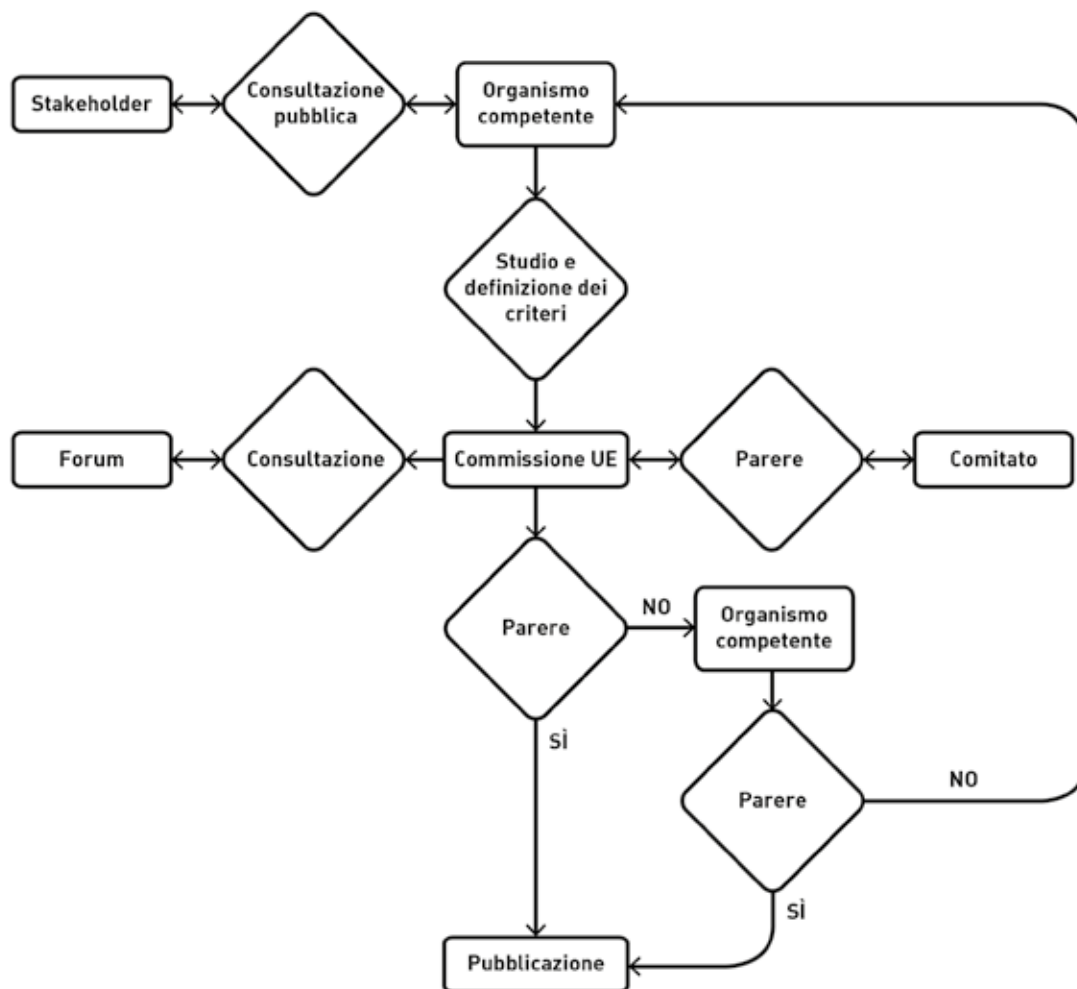 Stakeholder
Consultazione
pubblica
Organismo
competente
Studio e
definizione dei
criteri
Forum
Consultazione
Commissione UE
Parere
Comitato
Parere
NO
Organismo
competente
SÌ
Parere
NO
SÌ
Pubblicazione